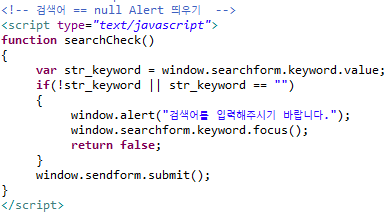 <!-- 검색어 == null Alert 띄우기  -->
<script type="text/javascript">
function searchCheck()
{
     var str_keyword = window.searchform.keyword.value;
     if(!str_keyword || str_keyword == "")
     {
          window.alert("검색어를 입력해주시기 바랍니다.");
          window.searchform.keyword.focus();
          return false;
     }
     window.sendform.submit();
}
</script>